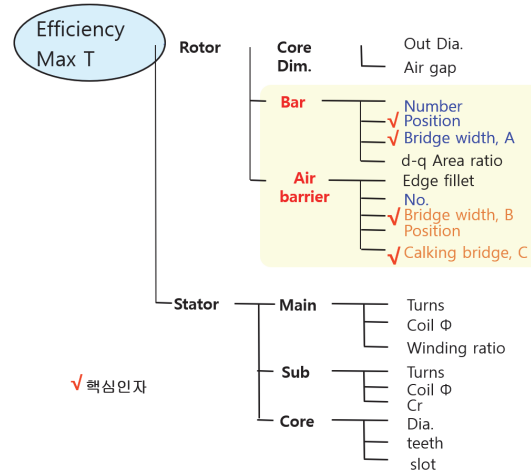 Efficiency
Max T
Rotor
Core
Dim.
Out Dia.
Air gap
Bar
Number
√ Position
√ Bridge width, A
d-q Area ratio
Air
barrier
Edge fillet
No.
√ Bridge width, B
Position
√ Calking bridge, C
Stator
Main
Turns
Coil Φ
Winding ratio
Sub
Turns
Coil Φ
Cr
Core
Dia.
teeth
slot
√ 핵심인자